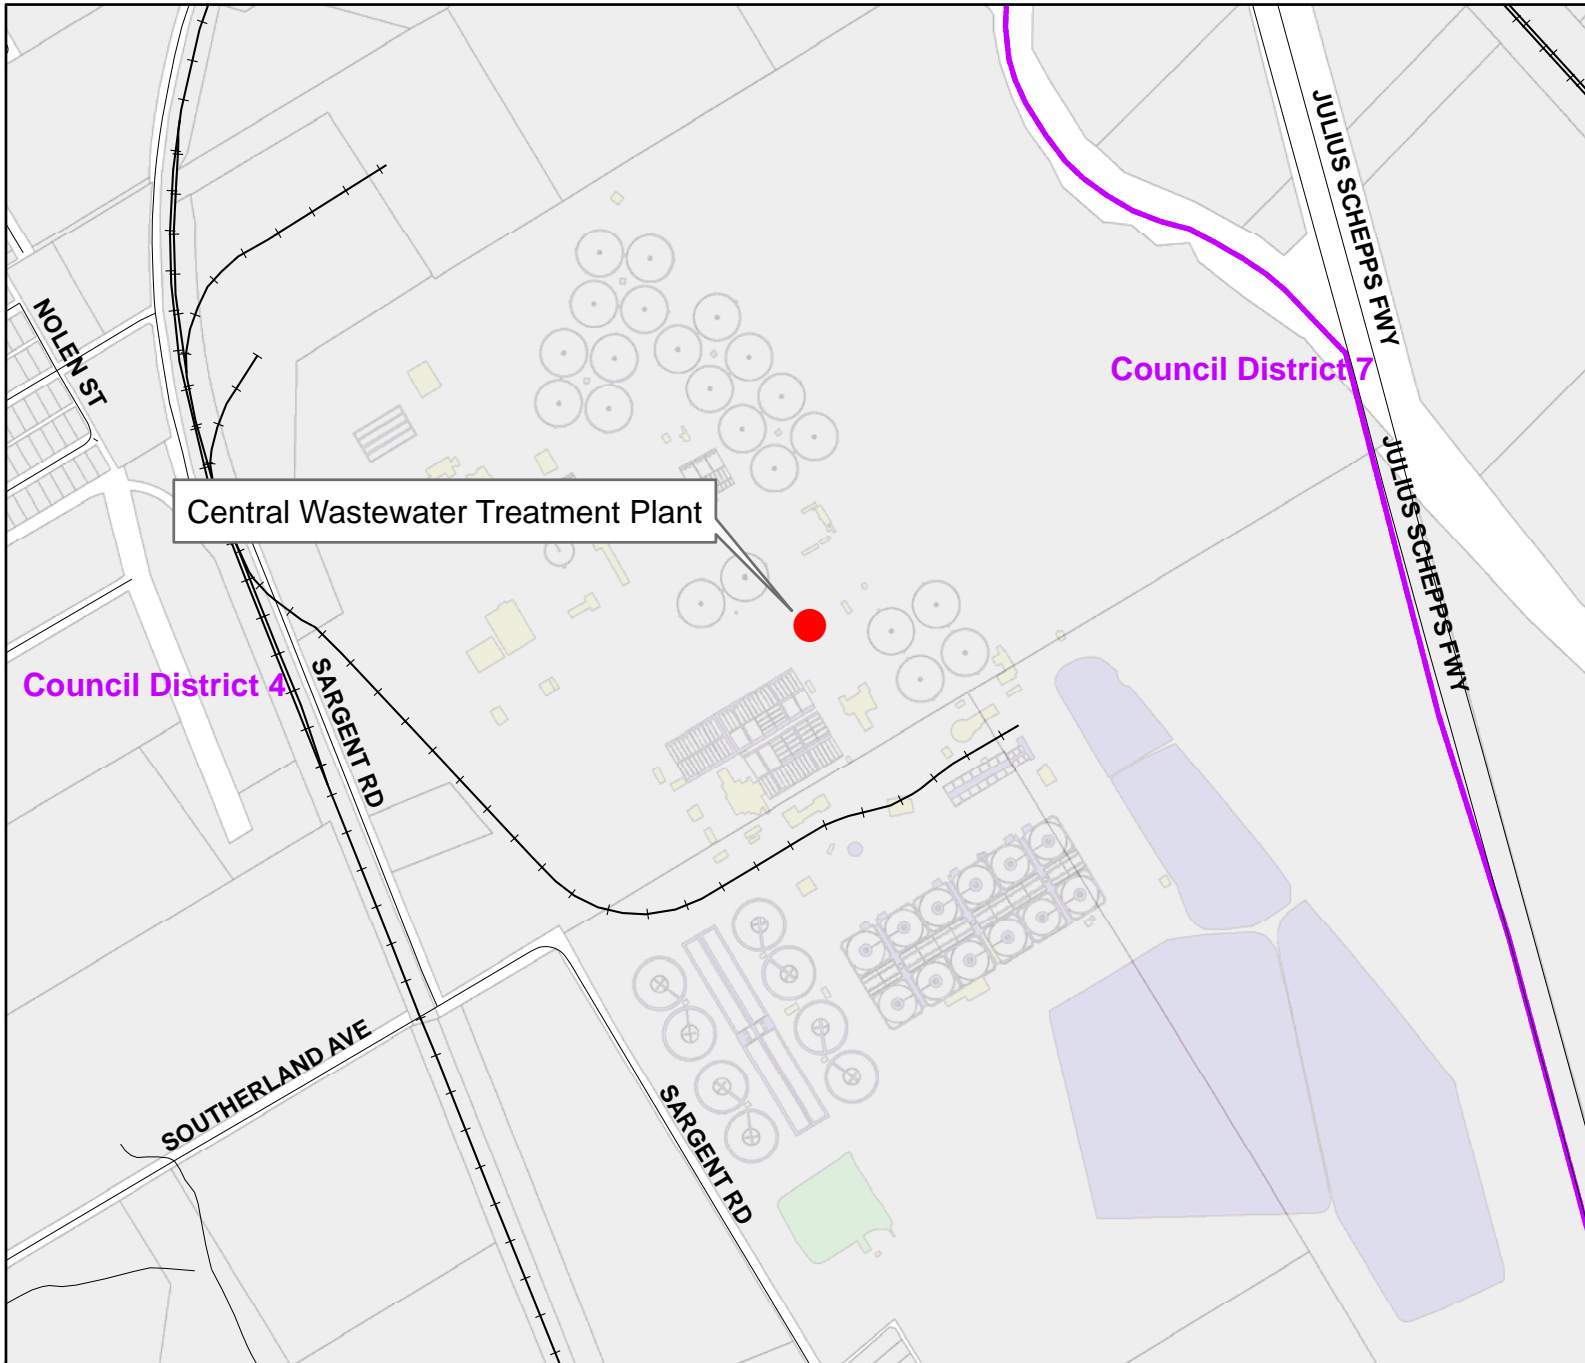 JULIUS SCHEPPS FWY
NOLEN ST
Council District 7
JULIUS SCHEPPS FWY
Central Wastewater Treatment Plant
Council District 4
SARGENT RD
SOUTHERLAND AVE
SARGENT RD